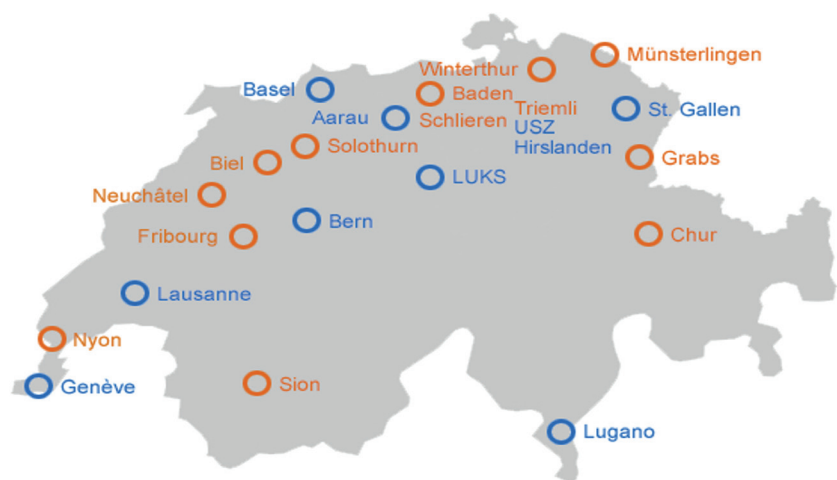 Münsterlingen
Winterthur
Basel
Baden
Triemli
St. Gallen
Aarau
Schlieren
USZ
Hirslanden
Solothurn
Biel
Grabs
LUKS
Neuchâtel
Bern
Fribourg
Chur
Lausanne
Nyon
Genève
Sion
Lugano